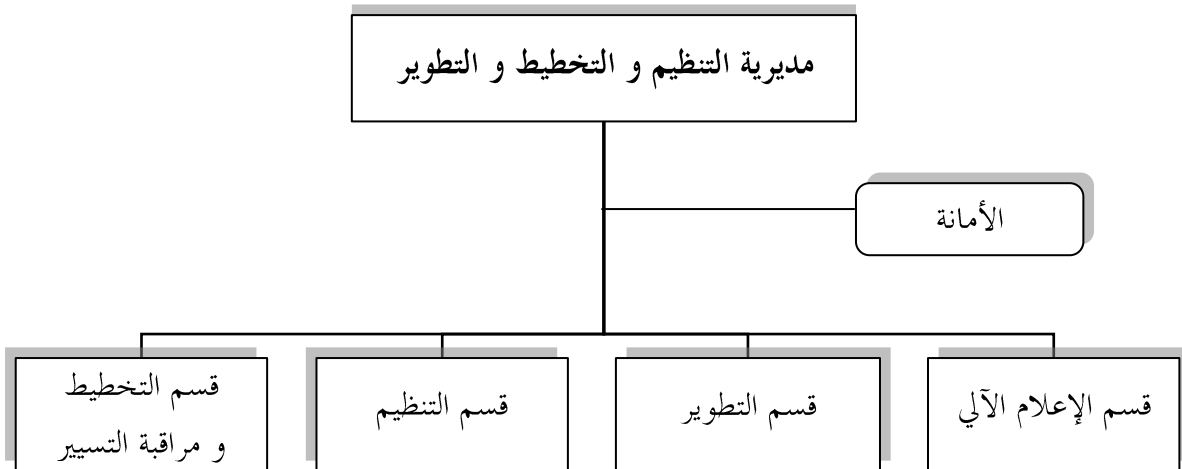 مديرية التنظيم و التخطيط و التطوير
الأمانة
قسم الإعلام الآلي
قسم التطوير
قسم التنظيم
قسم التخطيط
و مراقبة التسيير